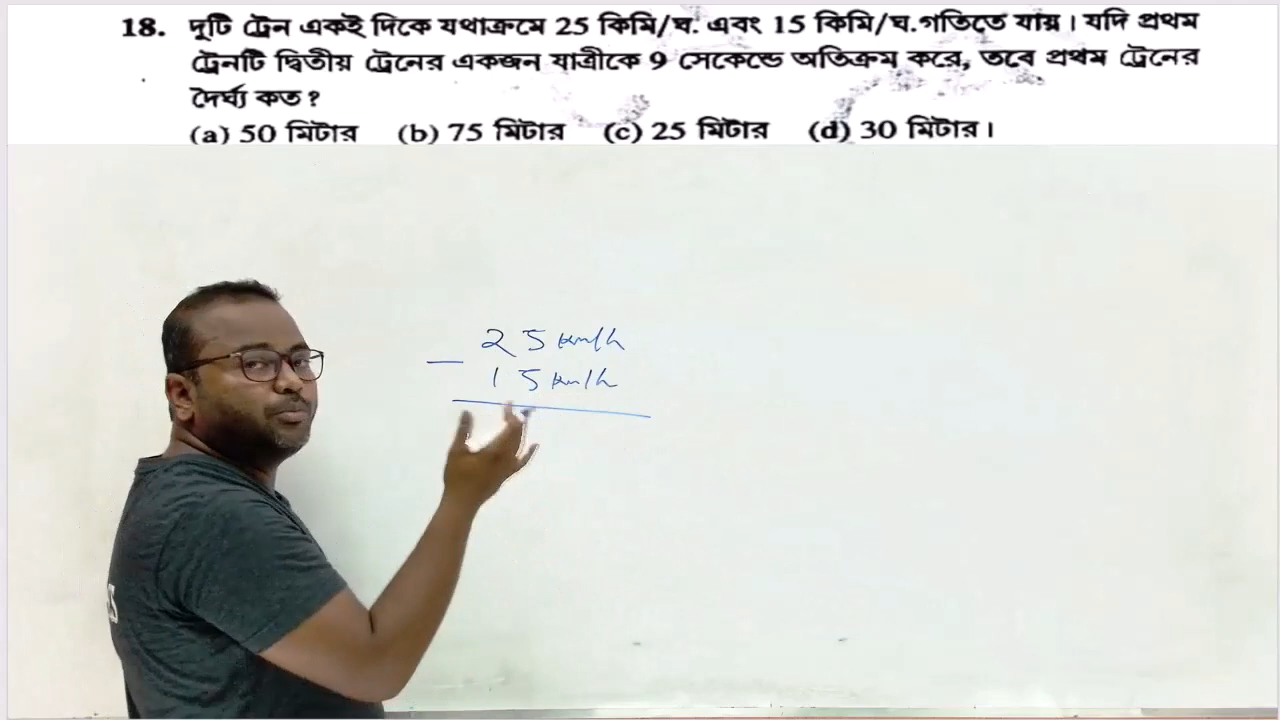 18. দুটি ট্রেন একই দিকে যথাক্রমে 25 কিমি/ঘ. এবং 15 কিমি/ঘ.গতিতে যায়। যদি প্রথম
ট্রেনটি দ্বিতীয় ট্রেনের একজন যাত্রীকে 9 সেকেন্ডে অতিক্রম করে, তবে প্রথম ট্রেনের
দৈর্ঘ্য কত?
(a) 50 মিটার (b) 75 মিটার (c) 25 মিটার (d) 30 মিটার।
25 km/h
— 15 km/h